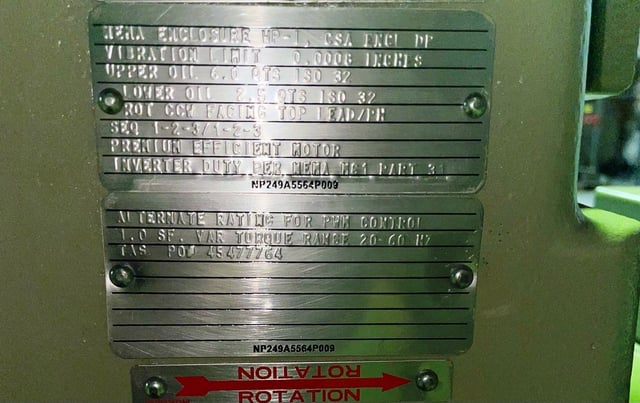 NEMA ENCLOSURE WP-I, CSA ENCL DP
VIBRATION LIMIT 0.0008 INCHES
UPPER OIL 6.0 QTS ISO 32
LOWER OIL 2.5 QTS ISO 32
ROT CCW FACING TOP LEAD/PH
SEQ 1-2-3/1-2-3
PREMIUM EFFICIENT MOTOR
INVERTER DUTY PER NEMA MG1 PART 31
NP249A5564P009
ALTERNATE RATING FOR PWM CONTROL
1.0 SF. VAR TORQUE RANGE 20-60 HZ
45477764
NP249A5564P009
ROTATION
ROTATION